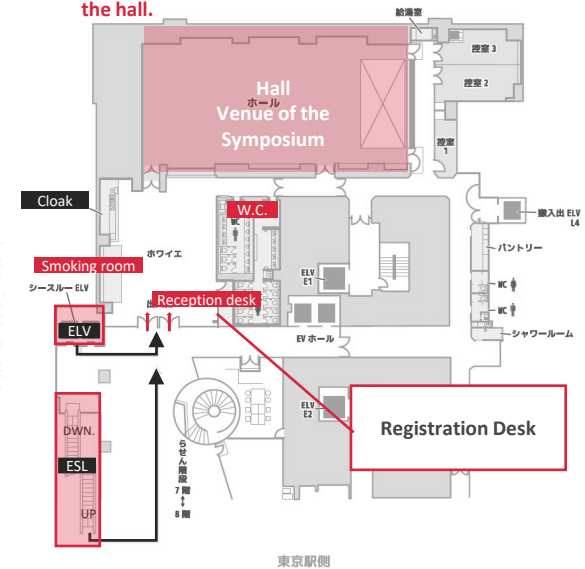 the hall.
給湯室
控室 3
控室 2
控室
1
Hall
ホール
Venue of the
Symposium
Cloak
W.C.
WC
搬入出 ELV
L4
ホワイエ
パントリー
Smoking room
シースルー ELV
ELV
E1
WC
Reception desk
WC
ELV
EV ホール
シャワールーム
ELV
E2
Registration Desk
DWN.
ESL
らせん階段
7 階
↕
8 階
UP
東京駅側